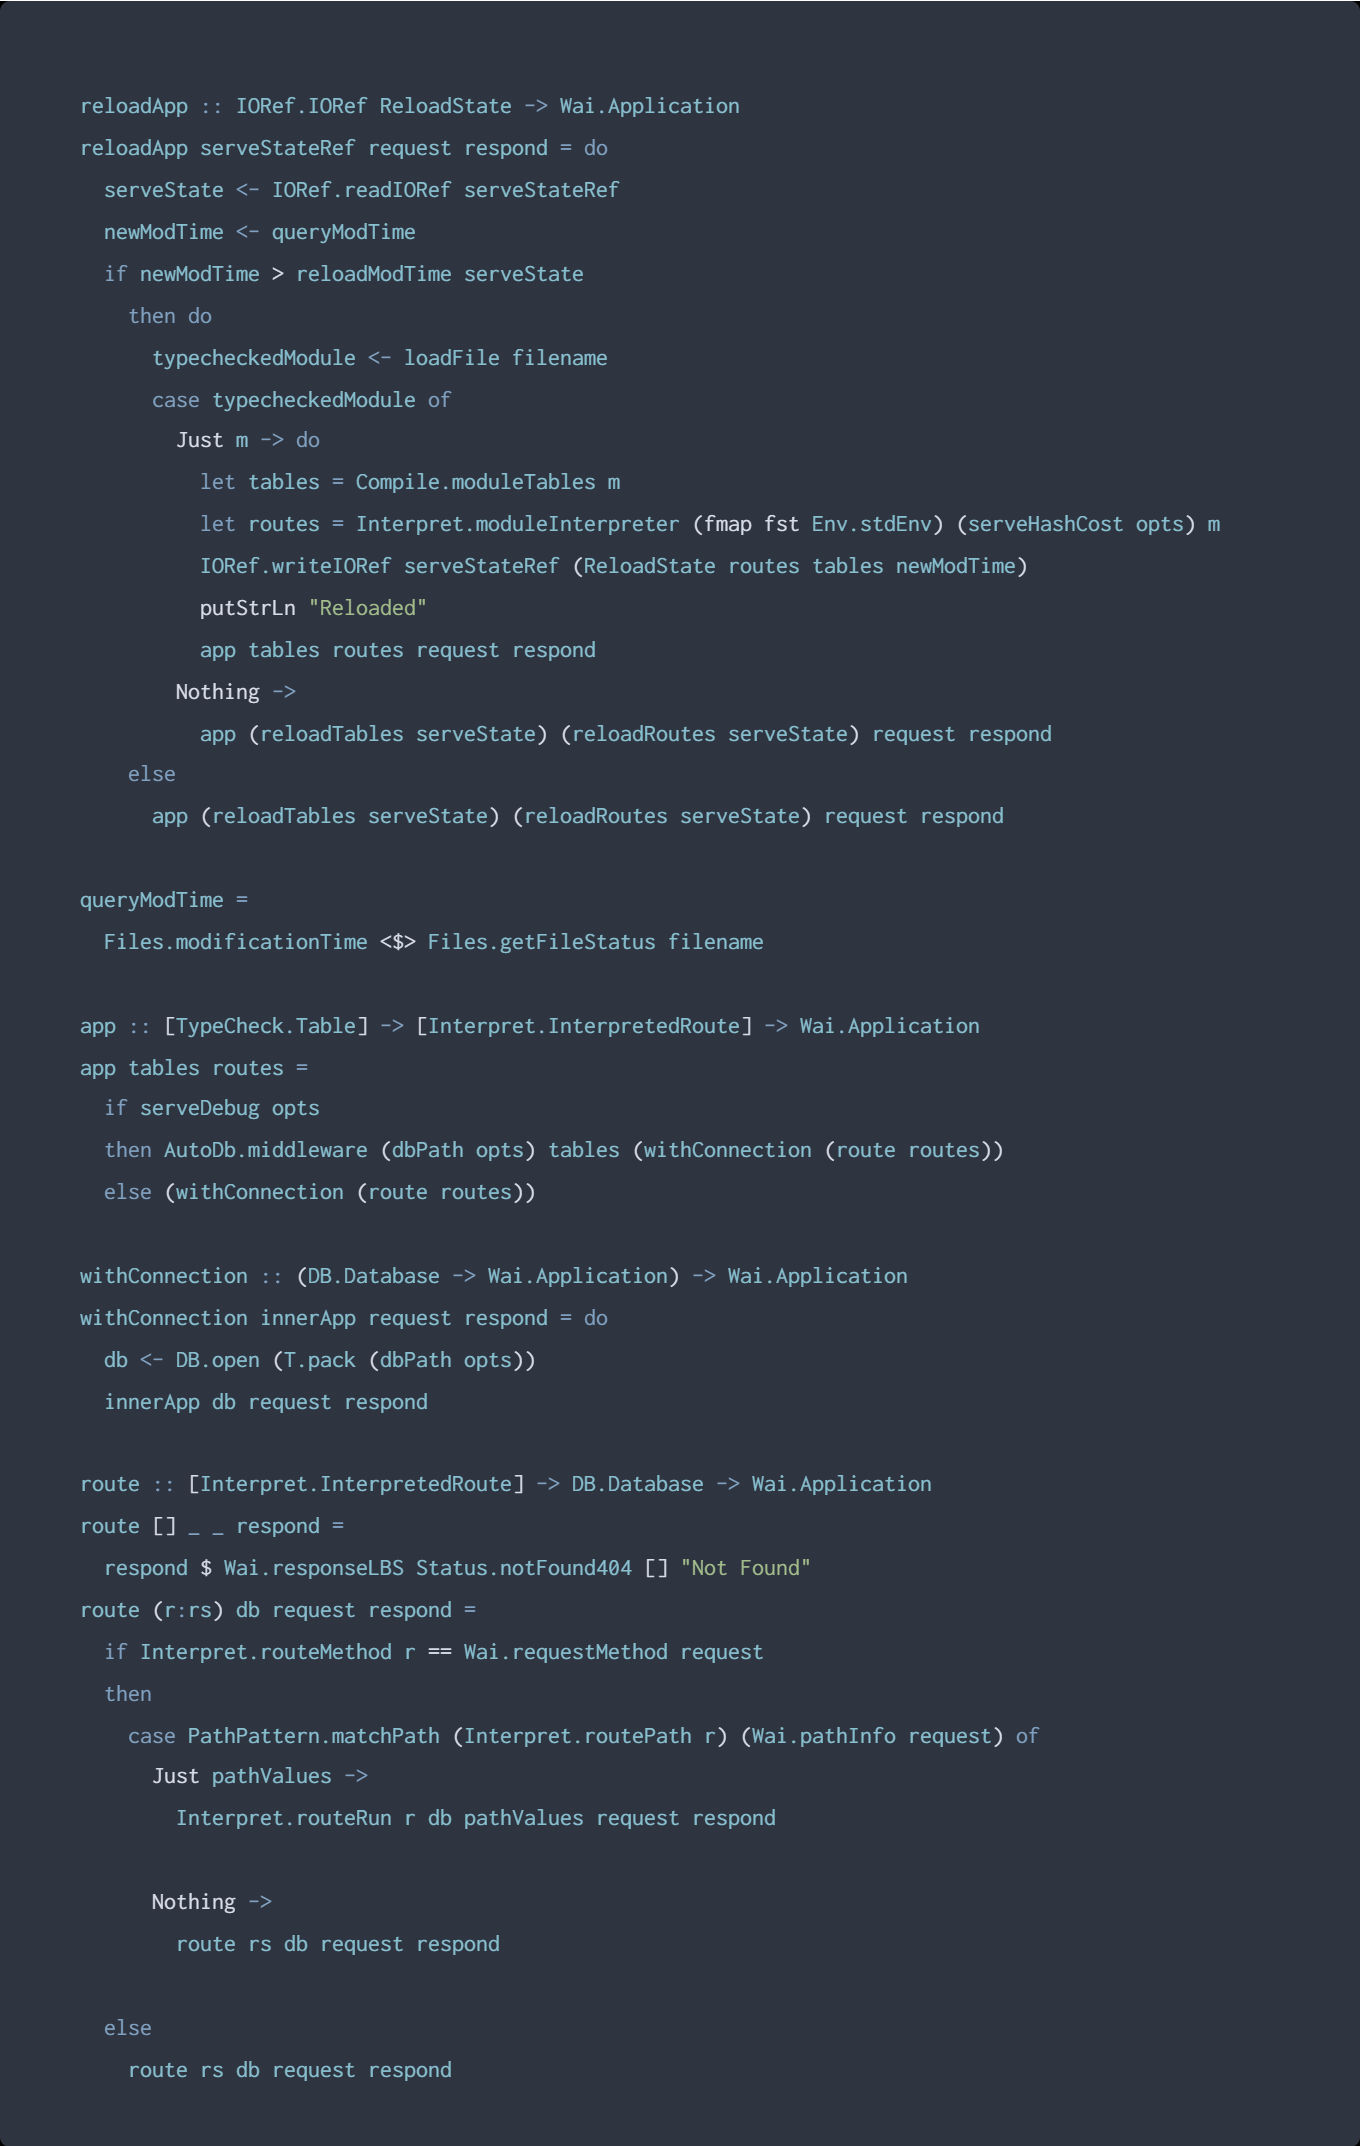 reloadApp :: IORef.IORef ReloadState -> Wai.Application
reloadApp serveStateRef request respond = do
  serveState <- IORef.readIORef serveStateRef
  newModTime <- queryModTime
  if newModTime > reloadModTime serveState
    then do
      typecheckedModule <- loadFile filename
      case typecheckedModule of
        Just m -> do
          let tables = Compile.moduleTables m
          let routes = Interpret.moduleInterpreter (fmap fst Env.stdEnv) (serveHashCost opts) m
          IORef.writeIORef serveStateRef (ReloadState routes tables newModTime)
          putStrLn "Reloaded"
          app tables routes request respond
        Nothing ->
          app (reloadTables serveState) (reloadRoutes serveState) request respond
    else
      app (reloadTables serveState) (reloadRoutes serveState) request respond

queryModTime =
  Files.modificationTime <$> Files.getFileStatus filename

app :: [TypeCheck.Table] -> [Interpret.InterpretedRoute] -> Wai.Application
app tables routes =
  if serveDebug opts
  then AutoDb.middleware (dbPath opts) tables (withConnection (route routes))
  else (withConnection (route routes))

withConnection :: (DB.Database -> Wai.Application) -> Wai.Application
withConnection innerApp request respond = do
  db <- DB.open (T.pack (dbPath opts))
  innerApp db request respond

route :: [Interpret.InterpretedRoute] -> DB.Database -> Wai.Application
route [] _ _ respond =
  respond $ Wai.responseLBS Status.notFound404 [] "Not Found"
route (r:rs) db request respond =
  if Interpret.routeMethod r == Wai.requestMethod request
  then
    case PathPattern.matchPath (Interpret.routePath r) (Wai.pathInfo request) of
      Just pathValues ->
        Interpret.routeRun r db pathValues request respond

      Nothing ->
        route rs db request respond

  else
    route rs db request respond